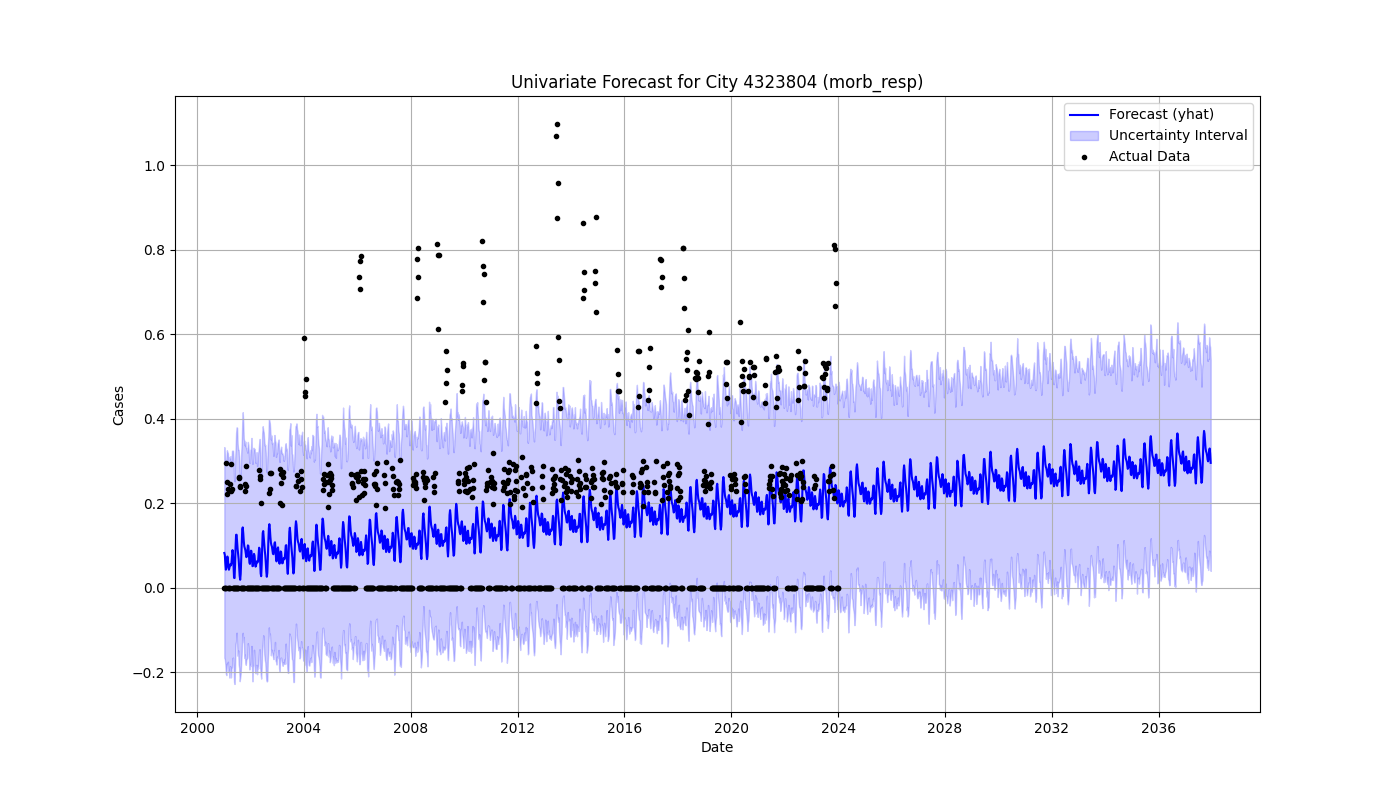 Univariate Forecast for City 4323804 (morb_resp)
Forecast (yhat)
Uncertainty Interval
Actual Data
Cases
1.0
0.8
0.6
0.4
0.2
0.0
−0.2
2000 2004 2008 2012 2016 2020 2024 2028 2032 2036
Date